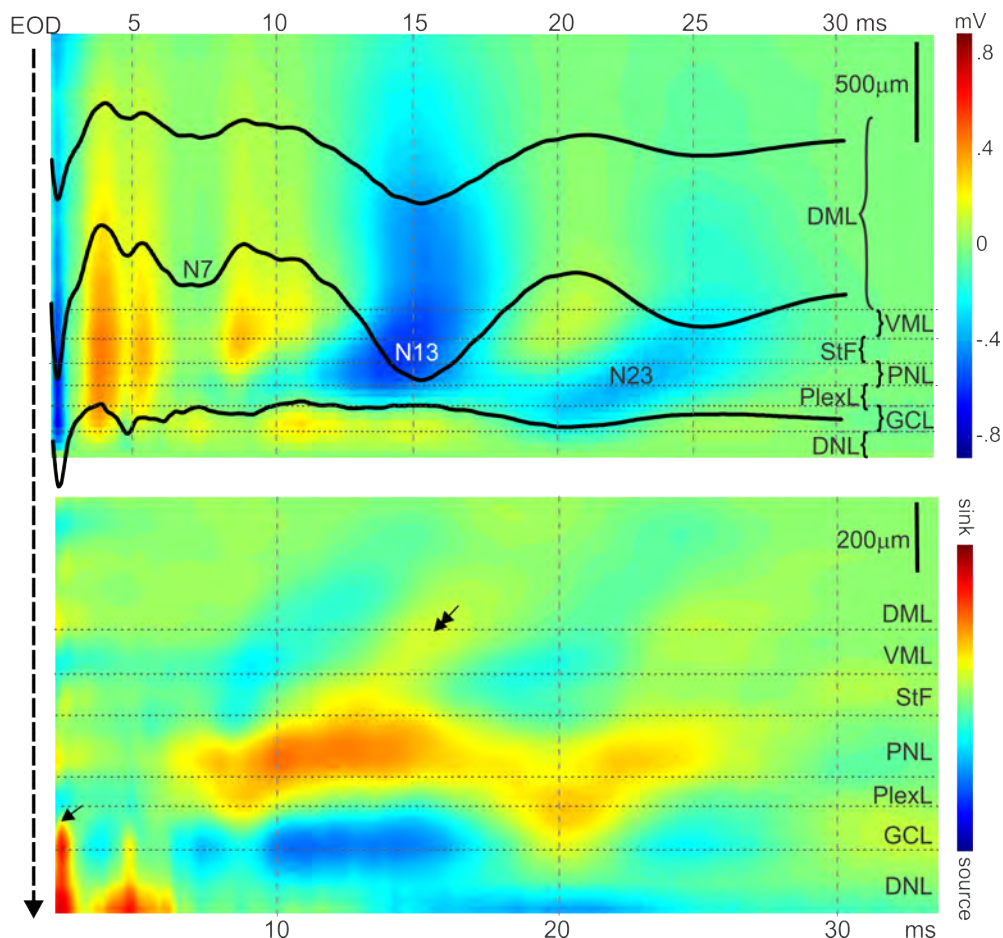 EOD 5 10 15 20 25 30 ms
mV
.8
500µm
.4
DML
N7
0
VML
N13
StF
-.4
N23
PNL
PlexL
GCL
-.8
DNL
sink
200µm
DML
VML
StF
PNL
PlexL
GCL
DNL
source
10 20 30 ms